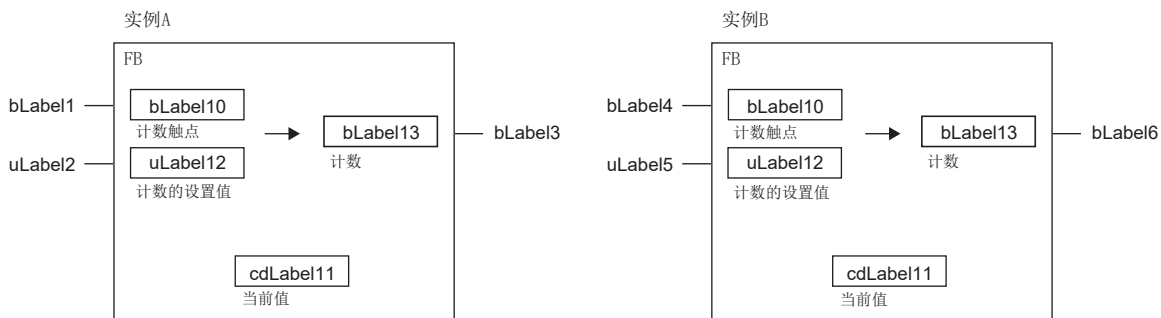 实例A
FB
bLabel1
bLabel10
计数触点
bLabel13
计数
bLabel3
uLabel2
uLabel12
计数的设置值
cdLabel11
当前值
实例B
FB
bLabel4
bLabel10
计数触点
bLabel13
计数
bLabel6
uLabel5
uLabel12
计数的设置值
cdLabel11
当前值